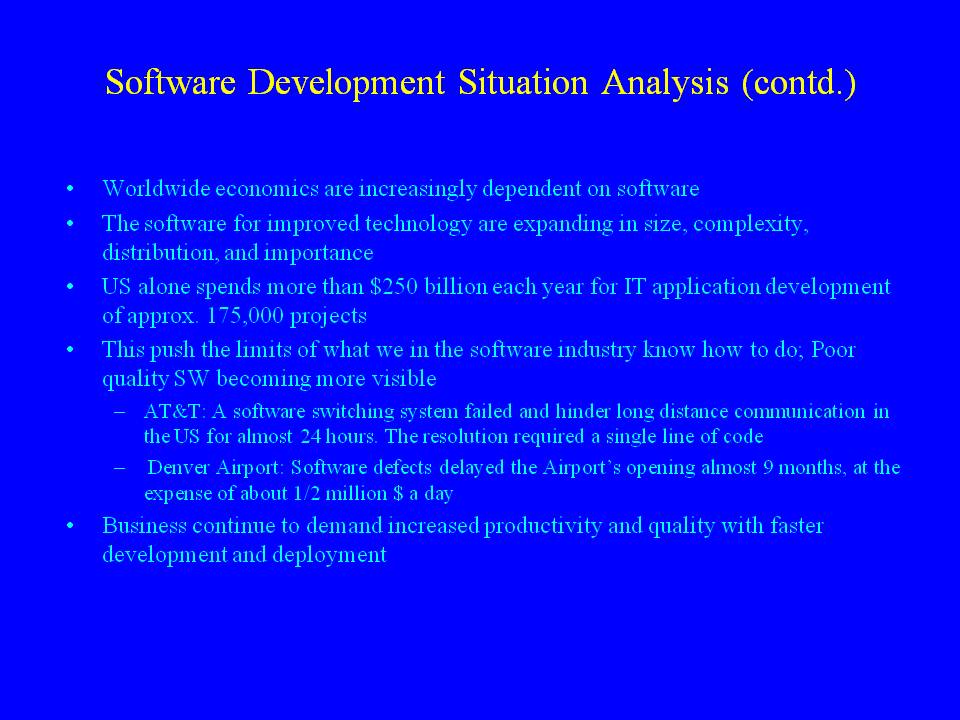 Software Development Situation Analysis (contd.)
• Worldwide economics are increasingly dependent on software
• The software for improved technology are expanding in size, complexity,
distribution, and importance
• US alone spends more than $250 billion each year for IT application development
of approx. 175,000 projects
• This push the limits of what we in the software industry know how to do; Poor
quality SW becoming more visible
– AT&T: A software switching system failed and hinder long distance communication in
the US for almost 24 hours. The resolution required a single line of code
– Denver Airport: Software defects delayed the Airport's opening almost 9 months, at the
expense of about 1/2 million $ a day
• Business continue to demand increased productivity and quality with faster
development and deployment